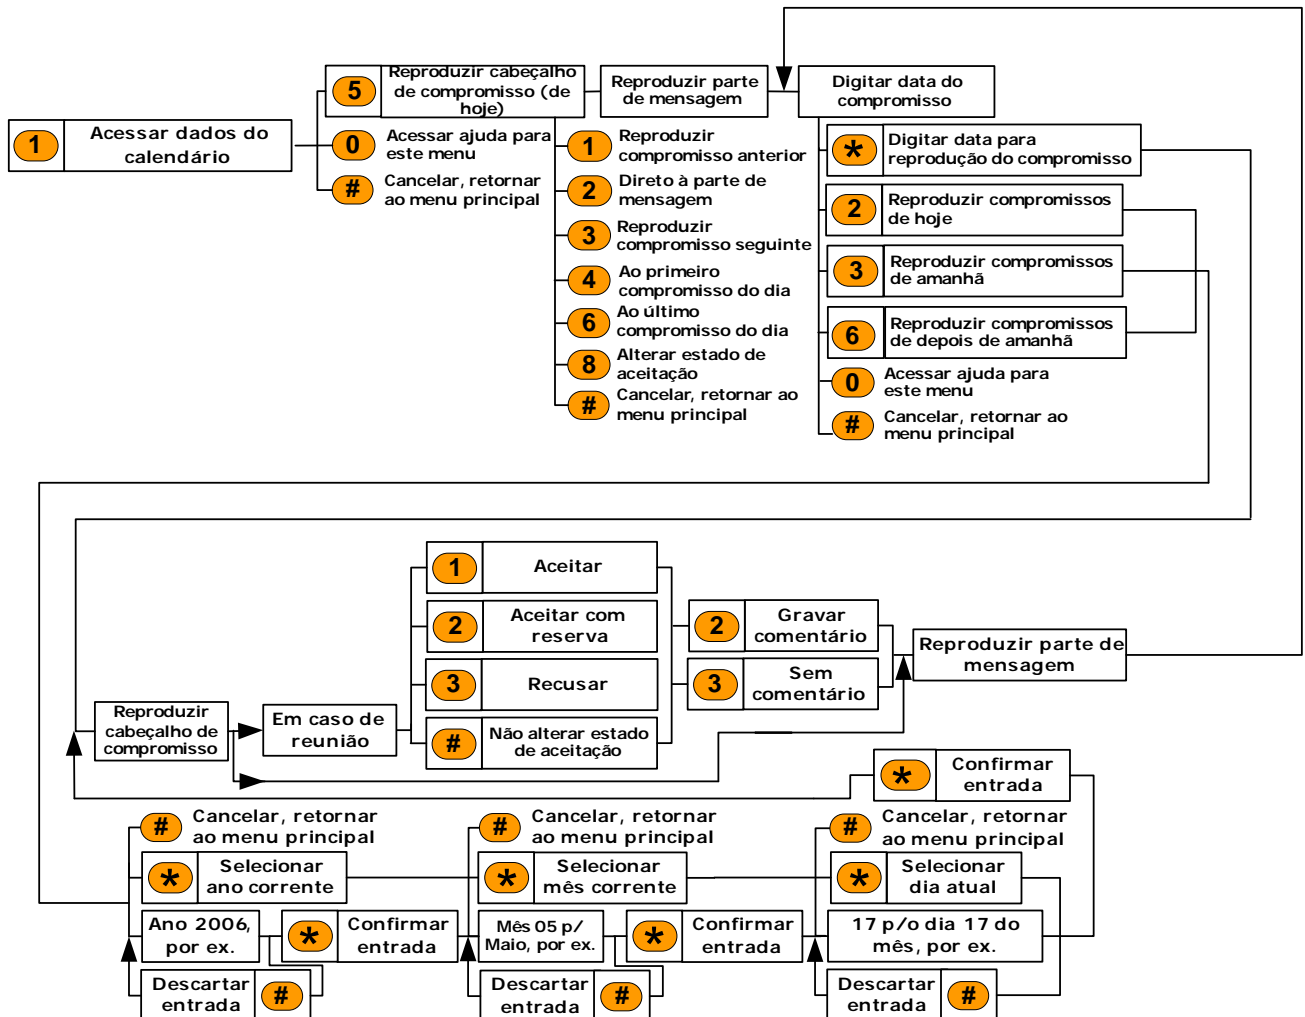 1
Acessar dados do
calendário
5
Reproduzir cabeçalho
de compromisso (de
hoje)
0
Acessar ajuda para
este menu
#
Cancelar, retornar
ao menu principal
Reproduzir parte
de mensagem
1
Reproduzir
compromisso anterior
2
Direto à parte de
mensagem
3
Reproduzir
compromisso seguinte
4
Ao primeiro
compromisso do dia
6
Ao último
compromisso do dia
8
Alterar estado de
aceitação
#
Cancelar, retornar ao
menu principal
Digitar data do
compromisso
*
Digitar data para
reprodução do compromisso
2
Reproduzir compromissos
de hoje
3
Reproduzir compromissos
de amanhã
6
Reproduzir compromissos
de depois de amanhã
0
Acessar ajuda para
este menu
#
Cancelar, retornar ao
menu principal
Reproduzir
cabeçalho de
compromisso
Em caso de
reunião
1
Aceitar
2
Aceitar com
reserva
3
Recusar
#
Não alterar estado
de aceitação
2
Gravar
comentário
3
Sem
comentário
Reproduzir parte de
mensagem
*
Confirmar
entrada
#
Cancelar, retornar
ao menu principal
*
Selecionar
ano corrente
Ano 2006,
por ex.
*
Confirmar
entrada
Descartar
entrada
#
#
Cancelar, retornar
ao menu principal
*
Selecionar
mês corrente
Mês 05 p/
Maio, por ex.
*
Confirmar
entrada
Descartar
entrada
#
#
Cancelar, retornar
ao menu principal
*
Selecionar
dia atual
17 p/o dia 17 do
mês, por ex.
Descartar
entrada
#